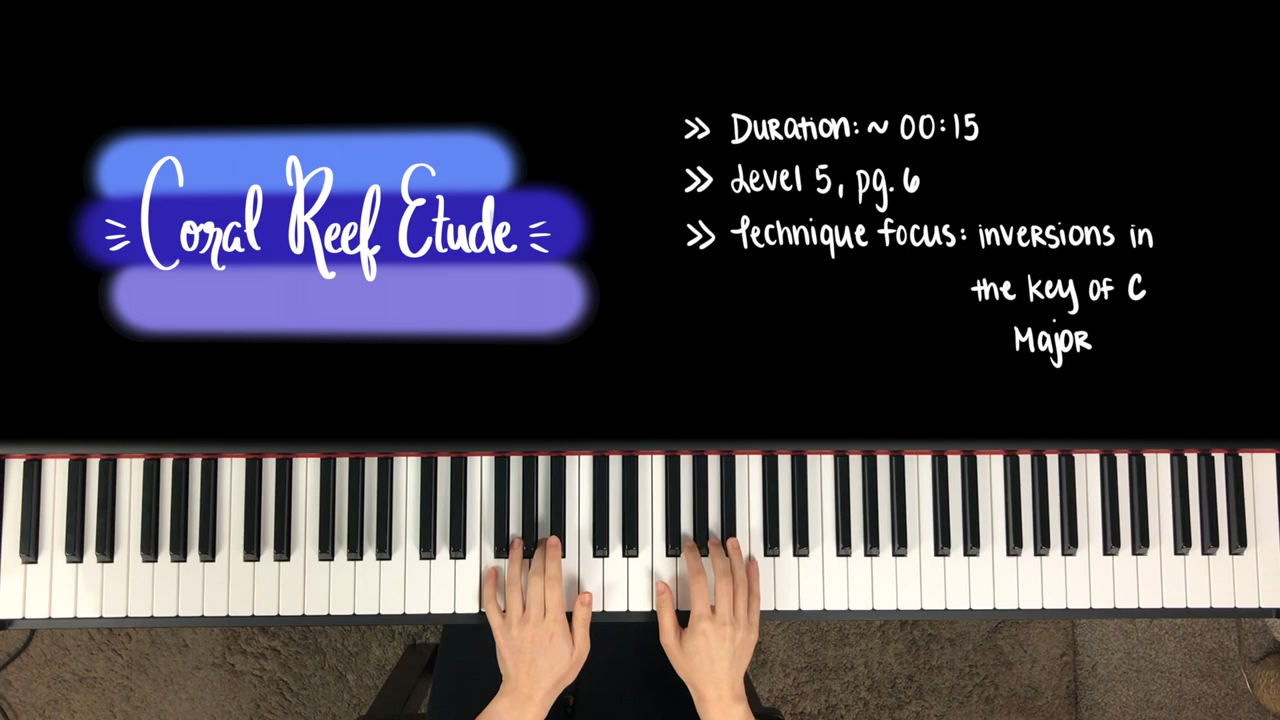 Coral Reef Etude
>> Duration: ~ 00:15
>> Level 5, pg. 6
>> Technique focus: inversions in
the key of C
Major